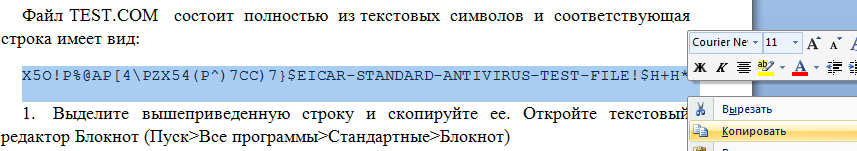 Файл TEST.COM состоит полностью из текстовых символов и соответствующая
строка имеет вид:
X5O!P%@AP[4\PZX54(P^)7CC)7}$EICAR-STANDARD-ANTIVIRUS-TEST-FILE!$H+H*
Courier Ne 11 A A
Ж К ab A
1. Выделите вышеприведенную строку и скопируйте ее. Откройте текстовый
редактор Блокнот (Пуск>Все программы>Стандартные>Блокнот)
Вырезать
Копировать